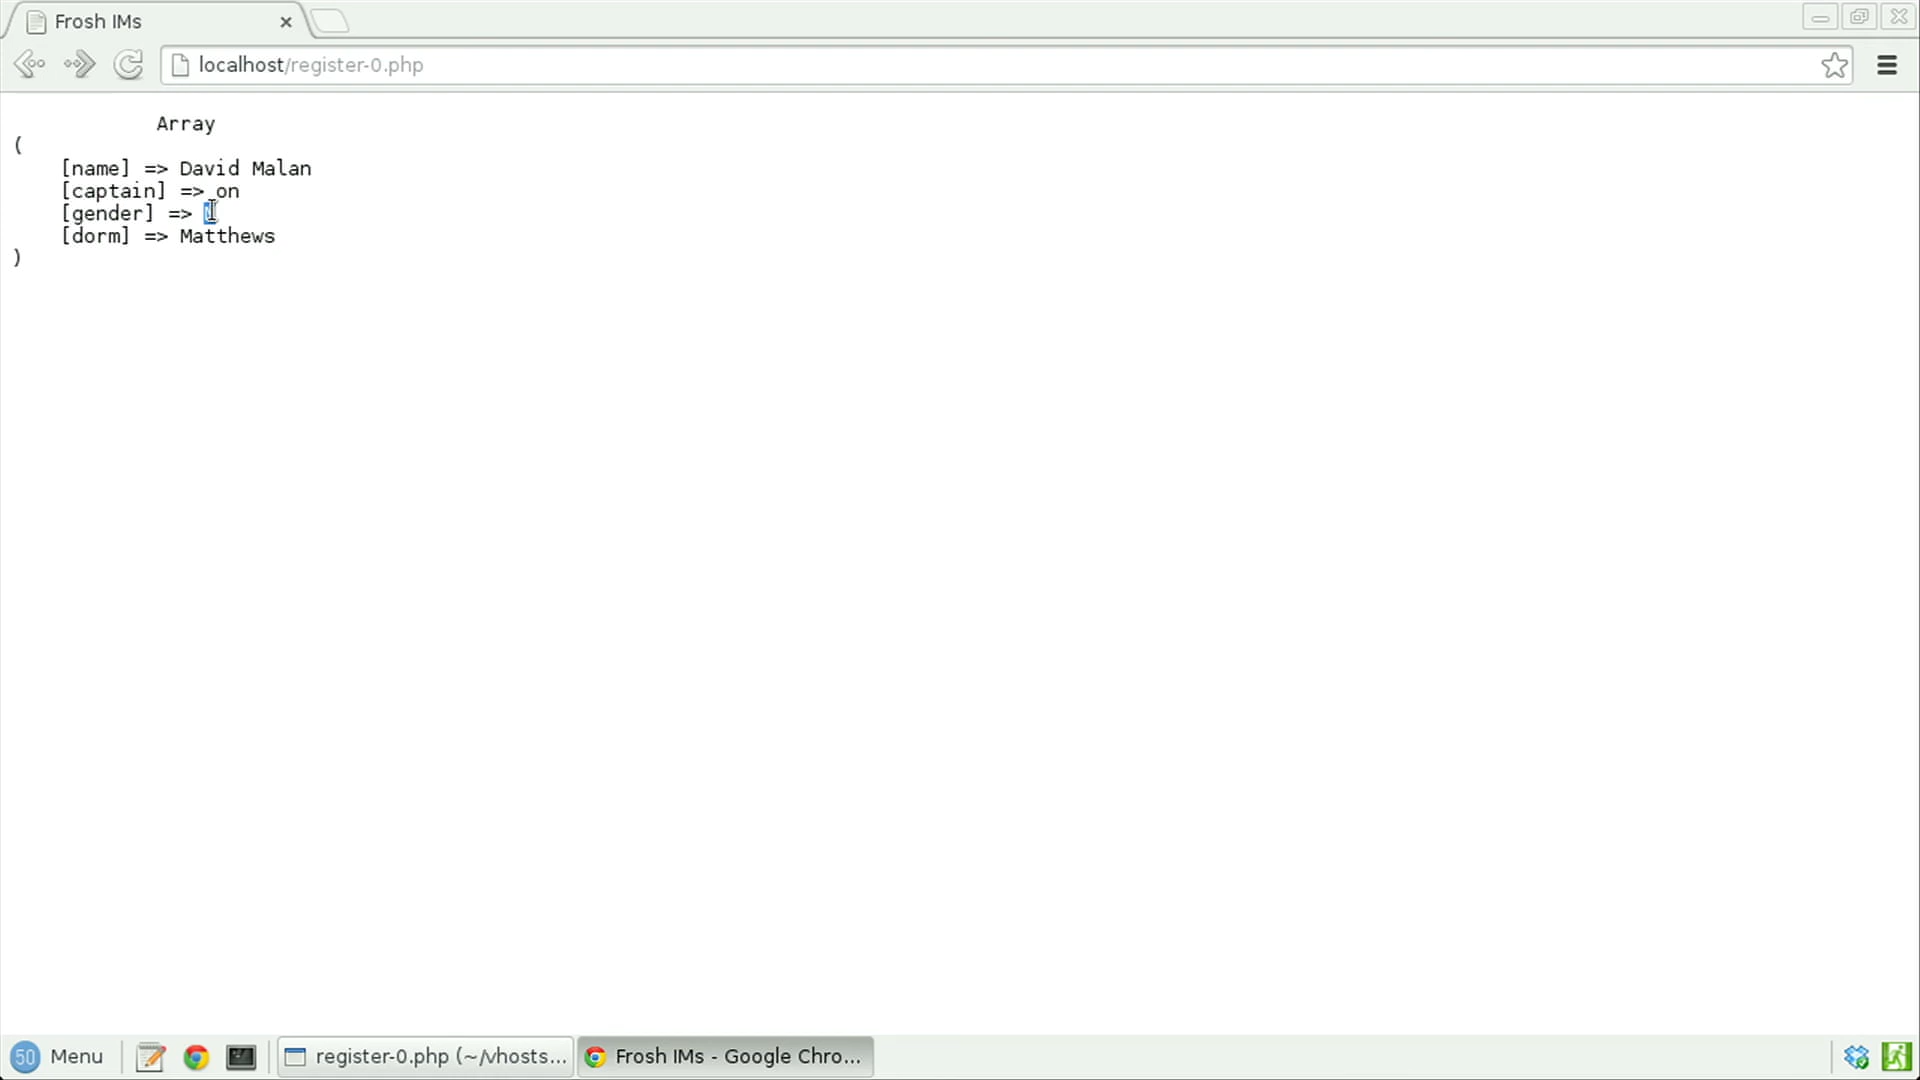 Frosh IMs
localhost/register-0.php
Array
(
[name] => David Malan
[captain] => on
[gender] =>
[dorm] => Matthews
)
50 Menu
register-0.php (~/vhosts...
Frosh IMs - Google Chro...